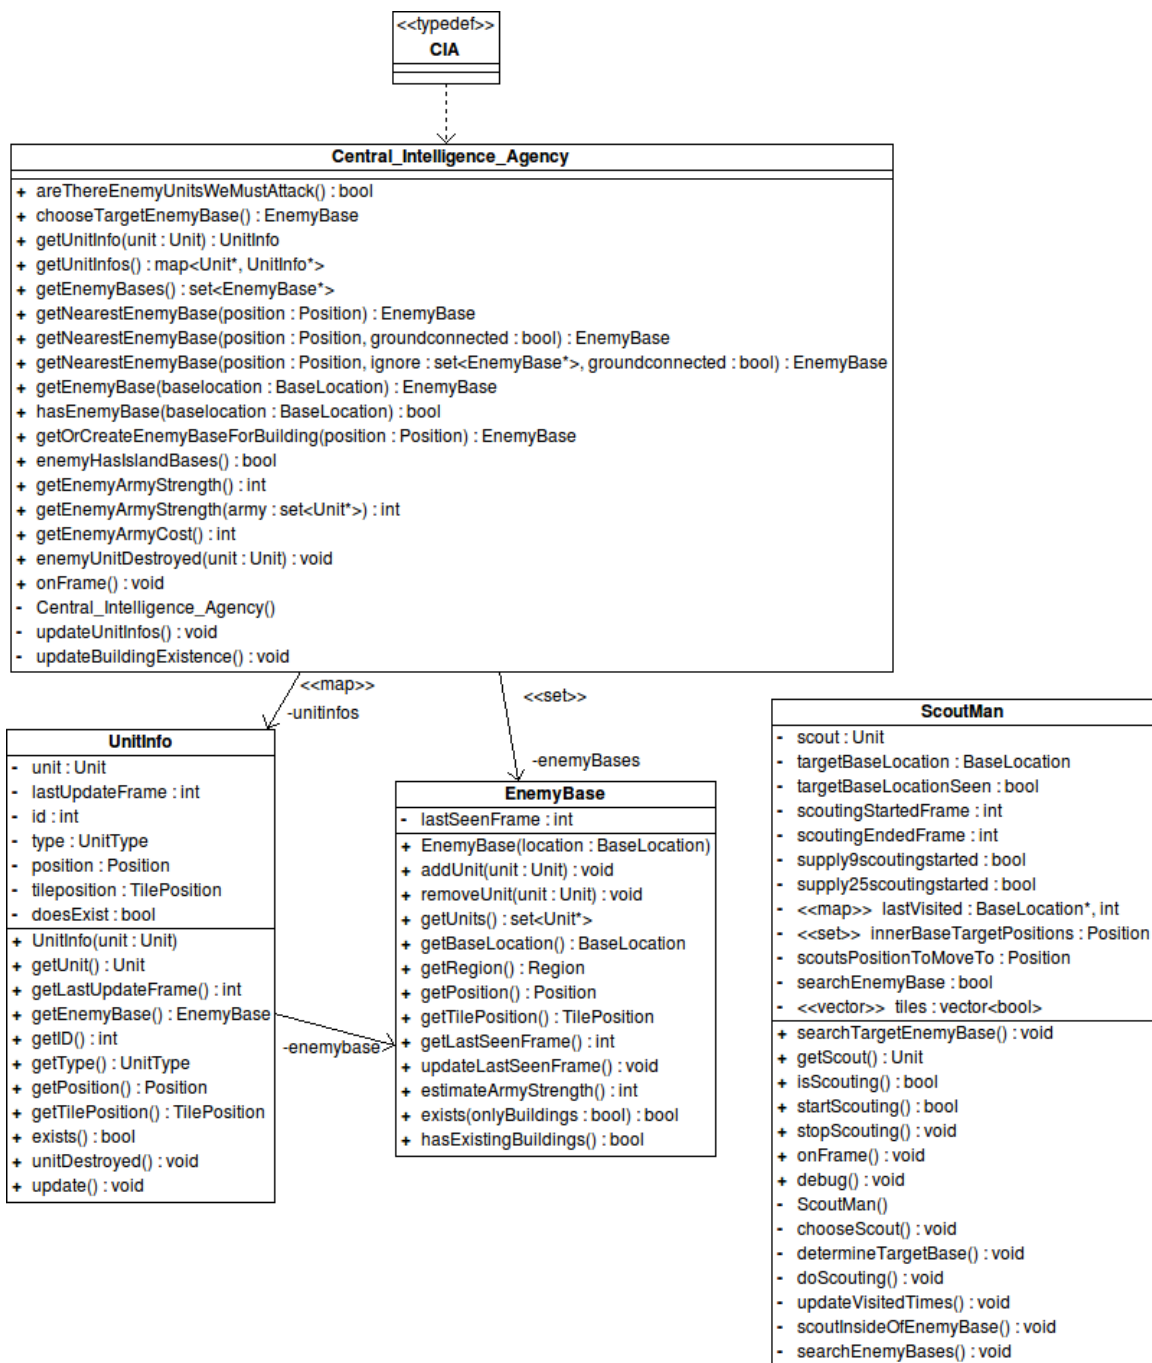 <<typedef>>
CIA
Central_Intelligence_Agency
+ areThereEnemyUnitsWeMustAttack() : bool
+ chooseTargetEnemyBase() : EnemyBase
+ getUnitInfo(unit : Unit) : UnitInfo
+ getUnitInfos() : map<Unit*, UnitInfo*>
+ getEnemyBases() : set<EnemyBase*>
+ getNearestEnemyBase(position : Position) : EnemyBase
+ getNearestEnemyBase(position : Position, groundconnected : bool) : EnemyBase
+ getNearestEnemyBase(position : Position, ignore : set<EnemyBase*>, groundconnected : bool) : EnemyBase
+ getEnemyBase(baselocation : BaseLocation) : EnemyBase
+ hasEnemyBase(baselocation : BaseLocation) : bool
+ getOrCreateEnemyBaseForBuilding(position : Position) : EnemyBase
+ enemyHasIslandBases() : bool
+ getEnemyArmyStrength() : int
+ getEnemyArmyStrength(army : set<Unit*>) : int
+ getEnemyArmyCost() : int
+ enemyUnitDestroyed(unit : Unit) : void
+ onFrame() : void
- Central_Intelligence_Agency()
- updateUnitInfos() : void
- updateBuildingExistence() : void
<<map>>
-unitinfos
<<set>>
-enemyBases
UnitInfo
- unit : Unit
- lastUpdateFrame : int
- id : int
- type : UnitType
- position : Position
- tileposition : TilePosition
- doesExist : bool
+ UnitInfo(unit : Unit)
+ getUnit() : Unit
+ getLastUpdateFrame() : int
+ getEnemyBase() : EnemyBase
+ getID() : int
+ getType() : UnitType
+ getPosition() : Position
+ getTilePosition() : TilePosition
+ exists() : bool
+ unitDestroyed() : void
+ update() : void
-enemybase
EnemyBase
- lastSeenFrame : int
+ EnemyBase(location : BaseLocation)
+ addUnit(unit : Unit) : void
+ removeUnit(unit : Unit) : void
+ getUnits() : set<Unit*>
+ getBaseLocation() : BaseLocation
+ getRegion() : Region
+ getPosition() : Position
+ getTilePosition() : TilePosition
+ getLastSeenFrame() : int
+ updateLastSeenFrame() : void
+ estimateArmyStrength() : int
+ exists(onlyBuildings : bool) : bool
+ hasExistingBuildings() : bool
ScoutMan
- scout : Unit
- targetBaseLocation : BaseLocation
- targetBaseLocationSeen : bool
- scoutingStartedFrame : int
- scoutingEndedFrame : int
- supply9scoutingstarted : bool
- supply25scoutingstarted : bool
- <<map>> lastVisited : BaseLocation*, int
- <<set>> innerBaseTargetPositions : Position
- scoutsPositionToMoveTo : Position
- searchEnemyBase : bool
- <<vector>> tiles : vector<bool>
+ searchTargetEnemyBase() : void
+ getScout() : Unit
+ isScouting() : bool
+ startScouting() : bool
+ stopScouting() : void
+ onFrame() : void
+ debug() : void
- ScoutMan()
- chooseScout() : void
- determineTargetBase() : void
- doScouting() : void
- updateVisitedTimes() : void
- scoutInsideOfEnemyBase() : void
- searchEnemyBases() : void